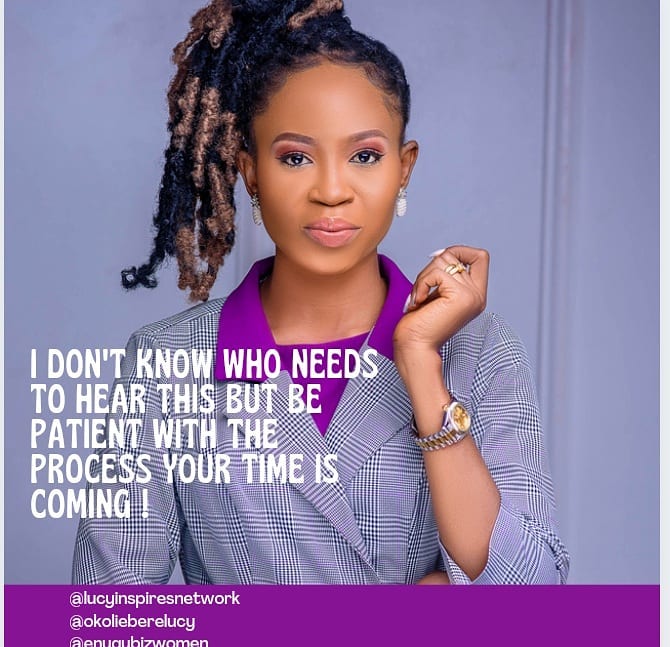 I DON'T KNOW WHO NEEDS
TO HEAR THIS BUT BE
PATIENT WITH THE
PROCESS YOUR TIME IS
COMING !
@lucyinspiresnetwork
@okolieberelucy
@enugubizwomen